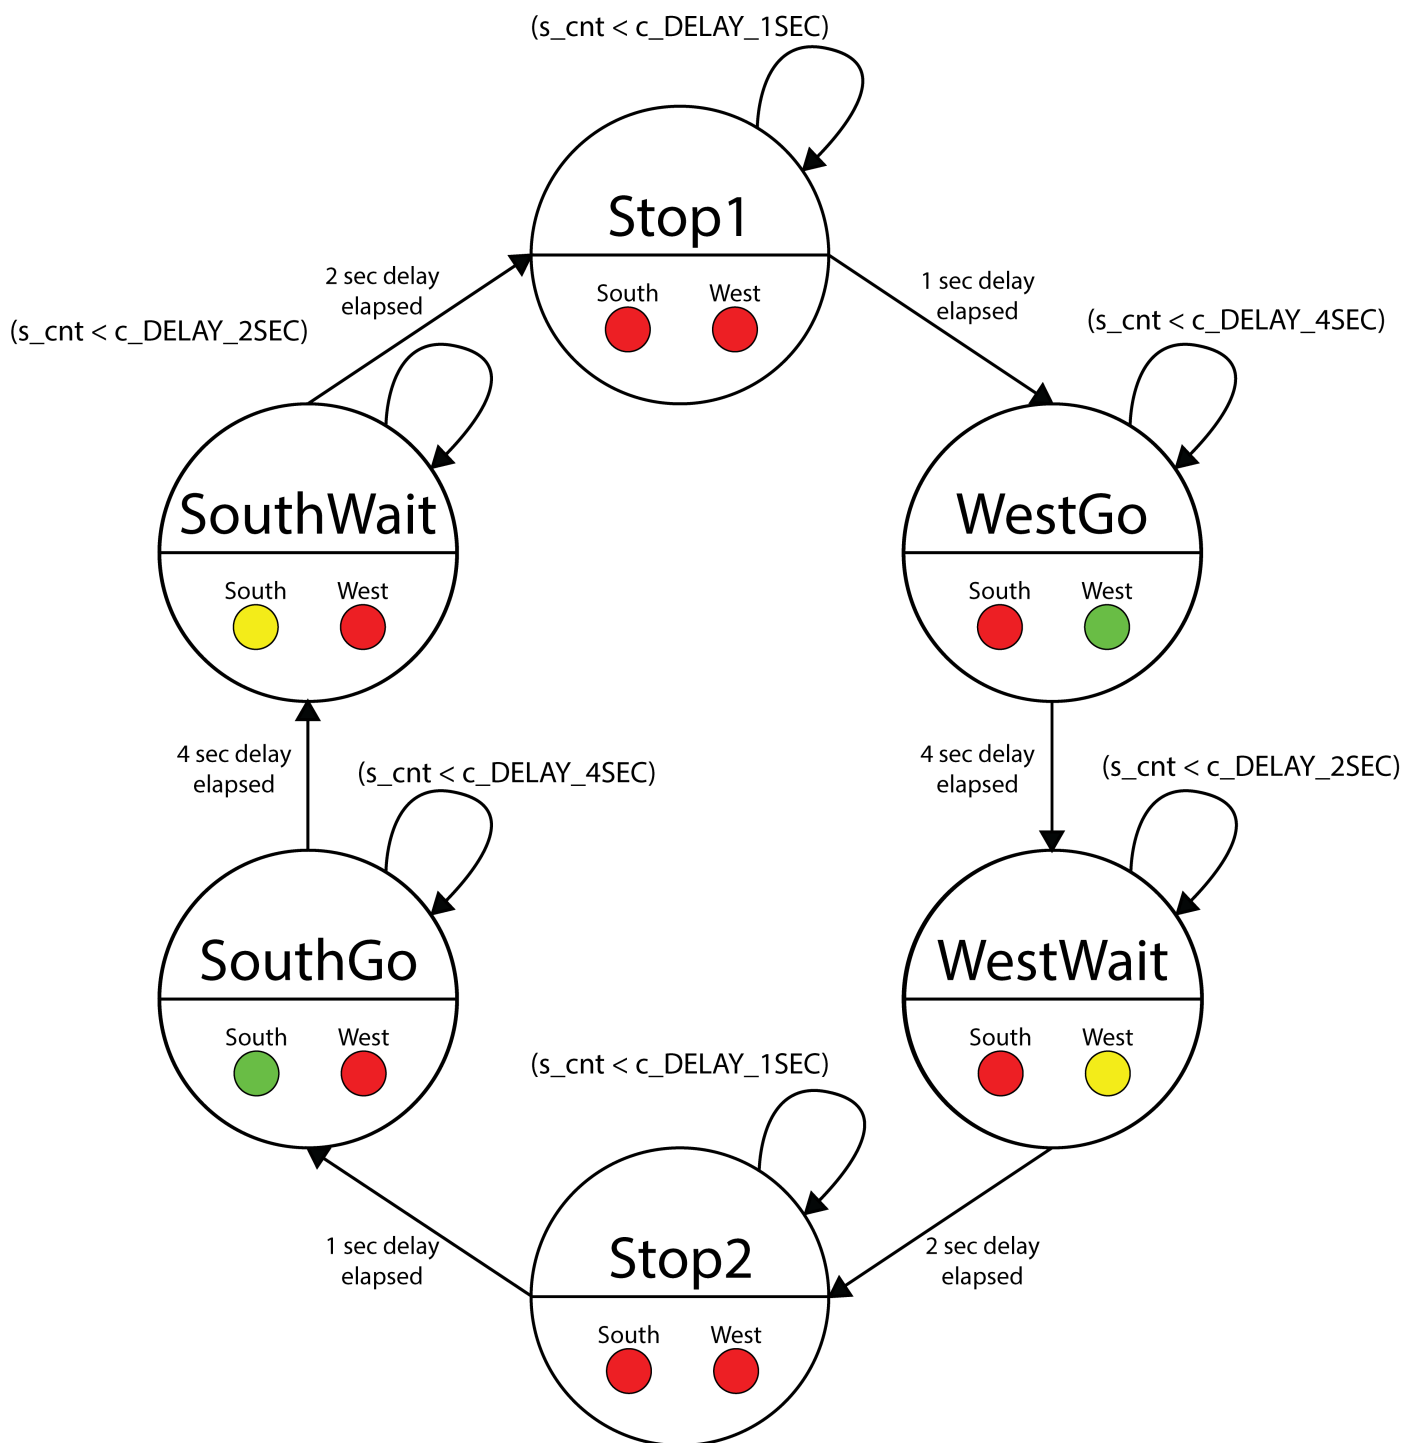 (s_cnt < c_DELAY_1SEC)
Stop1
South West
2 sec delay
elapsed
1 sec delay
elapsed
(s_cnt < c_DELAY_2SEC)
(s_cnt < c_DELAY_4SEC)
SouthWait
South West
WestGo
South West
4 sec delay
elapsed
(s_cnt < c_DELAY_4SEC)
4 sec delay
elapsed
(s_cnt < c_DELAY_2SEC)
SouthGo
South West
WestWait
South West
(s_cnt < c_DELAY_1SEC)
1 sec delay
elapsed
Stop2
2 sec delay
elapsed
South West